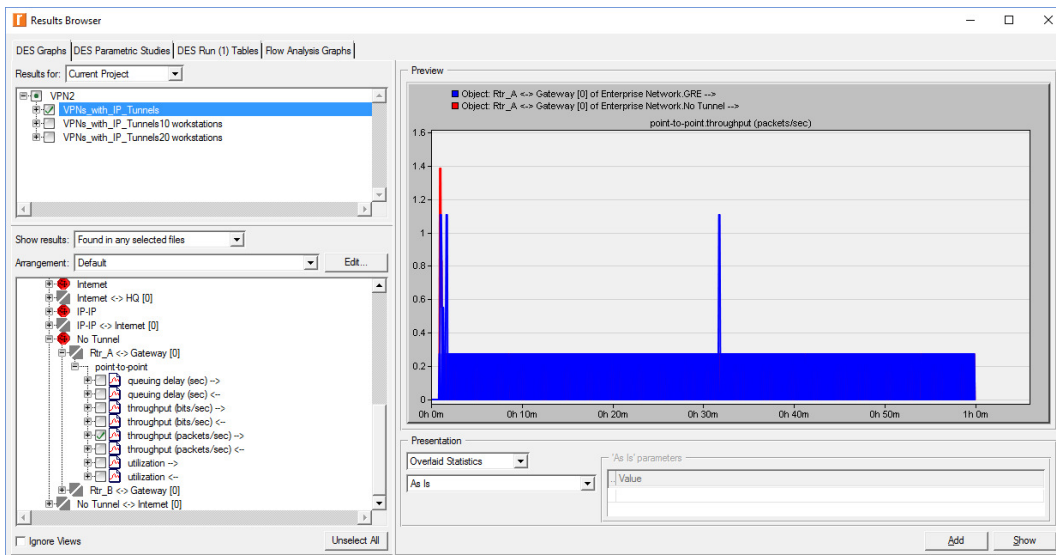 Results Browser
DES Graphs DES Parametric Studies DES Run (1) Tables Flow Analysis Graphs
Results for: Current Project
VPN2
VPNs_with_IP_Tunnels
VPNs_with_IP_Tunnels10 workstations
VPNs_with_IP_Tunnels20 workstations
Show results: Found in any selected files
Arrangement: Default Edit...
Internet
Internet <-> HQ [0]
IP-IP
IP-IP <-> Internet [0]
No Tunnel
Rtr_A <-> Gateway [0]
point-to-point
queuing delay (sec) -->
queuing delay (sec) <--
throughput (bits/sec) -->
throughput (bits/sec) <--
throughput (packets/sec) -->
throughput (packets/sec) <--
utilization -->
utilization <--
Rtr_B <-> Gateway [0]
No Tunnel <-> Internet [0]
Ignore Views Unselect All
Preview
Object: Rtr_A <-> Gateway [0] of Enterprise Network.GRE -->
Object: Rtr_A <-> Gateway [0] of Enterprise Network.No Tunnel -->
point-to-point.throughput (packets/sec)
1.6
1.4
1.2
1
0.8
0.6
0.4
0.2
0
0h 0m 0h 10m 0h 20m 0h 30m 0h 40m 0h 50m 1h 0m
Presentation
Overlaid Statistics
As Is
'As Is' parameters
... Value
Add Show